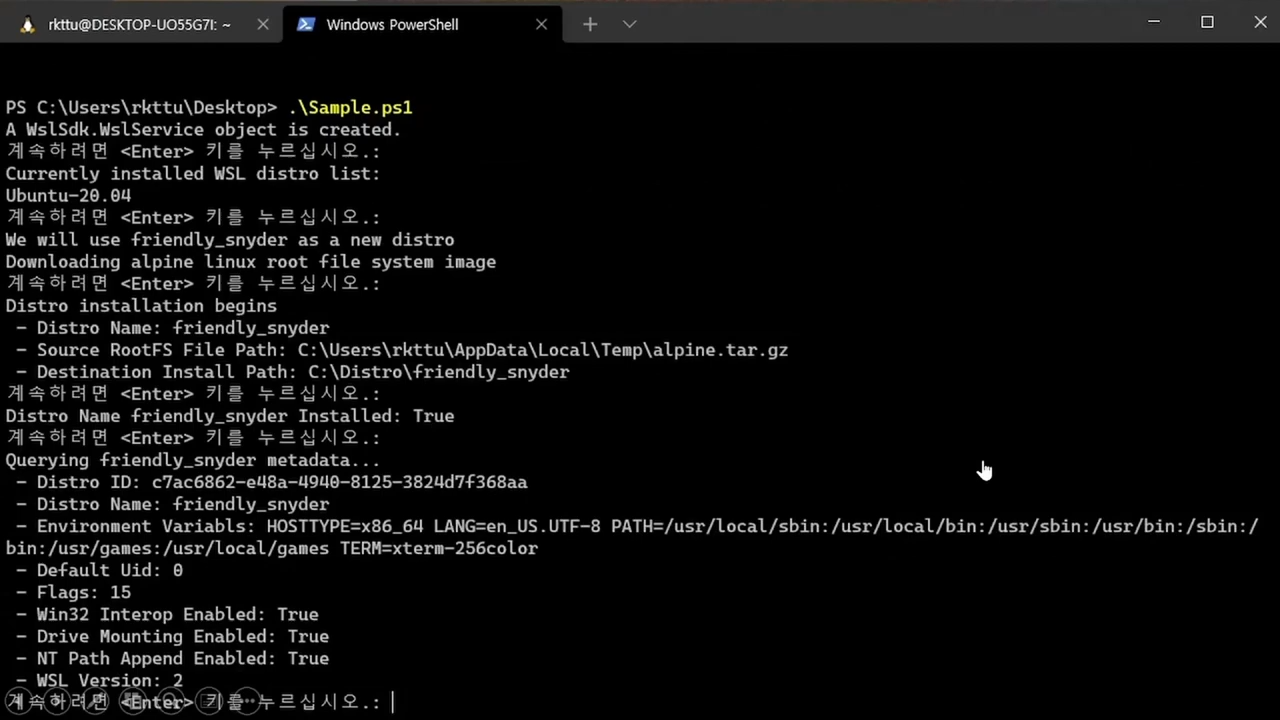 rkttu@DESKTOP-UO55G7I: ~
Windows PowerShell
PS C:\Users\rkttu\Desktop> .\Sample.ps1
A WslSdk.WslService object is created.
계속하려면 <Enter> 키를 누르십시오.:
Currently installed WSL distro list:
Ubuntu-20.04
계속하려면 <Enter> 키를 누르십시오.:
We will use friendly_snyder as a new distro
Downloading alpine linux root file system image
계속하려면 <Enter> 키를 누르십시오.:
Distro installation begins
 - Distro Name: friendly_snyder
 - Source RootFS File Path: C:\Users\rkttu\AppData\Local\Temp\alpine.tar.gz
 - Destination Install Path: C:\Distro\friendly_snyder
계속하려면 <Enter> 키를 누르십시오.:
Distro Name friendly_snyder Installed: True
계속하려면 <Enter> 키를 누르십시오.:
Querying friendly_snyder metadata...
 - Distro ID: c7ac6862-e48a-4940-8125-3824d7f368aa
 - Distro Name: friendly_snyder
 - Environment Variabls: HOSTTYPE=x86_64 LANG=en_US.UTF-8 PATH=/usr/local/sbin:/usr/local/bin:/usr/sbin:/usr/bin:/sbin:/
bin:/usr/games:/usr/local/games TERM=xterm-256color
 - Default Uid: 0
 - Flags: 15
 - Win32 Interop Enabled: True
 - Drive Mounting Enabled: True
 - NT Path Append Enabled: True
 - WSL Version: 2
계속하려면 <Enter> 키를 누르십시오.: